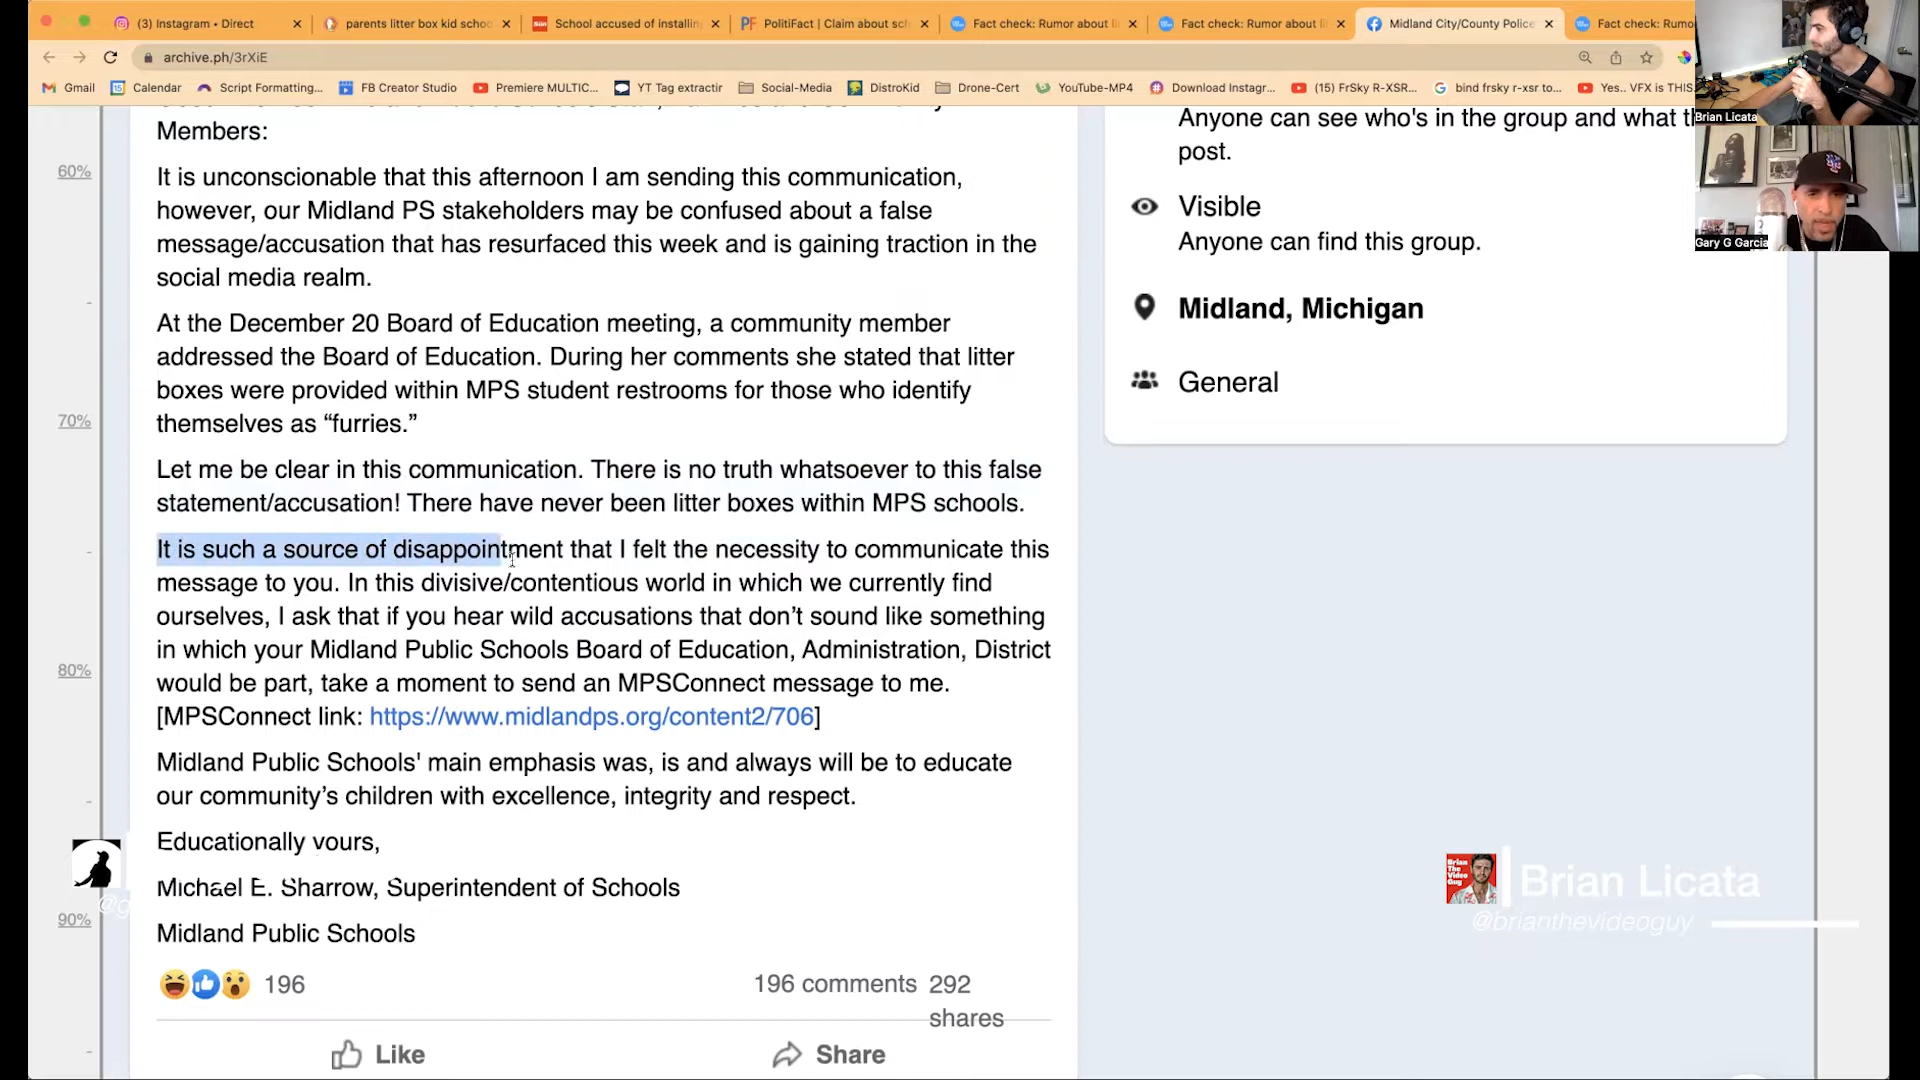 (3) Instagram • Direct
parents litter box kid schoo
School accused of installin
PolitiFact | Claim about sch
Fact check: Rumor about li
Fact check: Rumor about li
Midland City/County Police
Fact check: Rumo
archive.ph/3rXiE
Gmail
Calendar
Script Formatting...
FB Creator Studio
Premiere MULTIC...
YT Tag extractir
Social-Media
DistroKid
Drone-Cert
YouTube-MP4
Download Instagr...
(15) FrSky R-XSR...
bind frsky r-xsr to...
Yes.. VFX is THIS
Brian Licata
Gary G Garcia
Members:
60%
It is unconscionable that this afternoon I am sending this communication,
however, our Midland PS stakeholders may be confused about a false
message/accusation that has resurfaced this week and is gaining traction in the
social media realm.
At the December 20 Board of Education meeting, a community member
addressed the Board of Education. During her comments she stated that litter
boxes were provided within MPS student restrooms for those who identify
themselves as “furries.”
70%
Let me be clear in this communication. There is no truth whatsoever to this false
statement/accusation! There have never been litter boxes within MPS schools.
It is such a source of disappointment that I felt the necessity to communicate this
message to you. In this divisive/contentious world in which we currently find
ourselves, I ask that if you hear wild accusations that don’t sound like something
in which your Midland Public Schools Board of Education, Administration, District
would be part, take a moment to send an MPSConnect message to me.
[MPSConnect link: https://www.midlandps.org/content2/706]
80%
Midland Public Schools' main emphasis was, is and always will be to educate
our community’s children with excellence, integrity and respect.
Educationally yours,
Michael E. Sharrow, Superintendent of Schools
@g
90%
Midland Public Schools
196
196 comments
292
shares
Like
Share
Anyone can see who's in the group and what th
post.
Visible
Anyone can find this group.
Midland, Michigan
General
Brian The Video Guy
Brian Licata
@brianthevideoguy